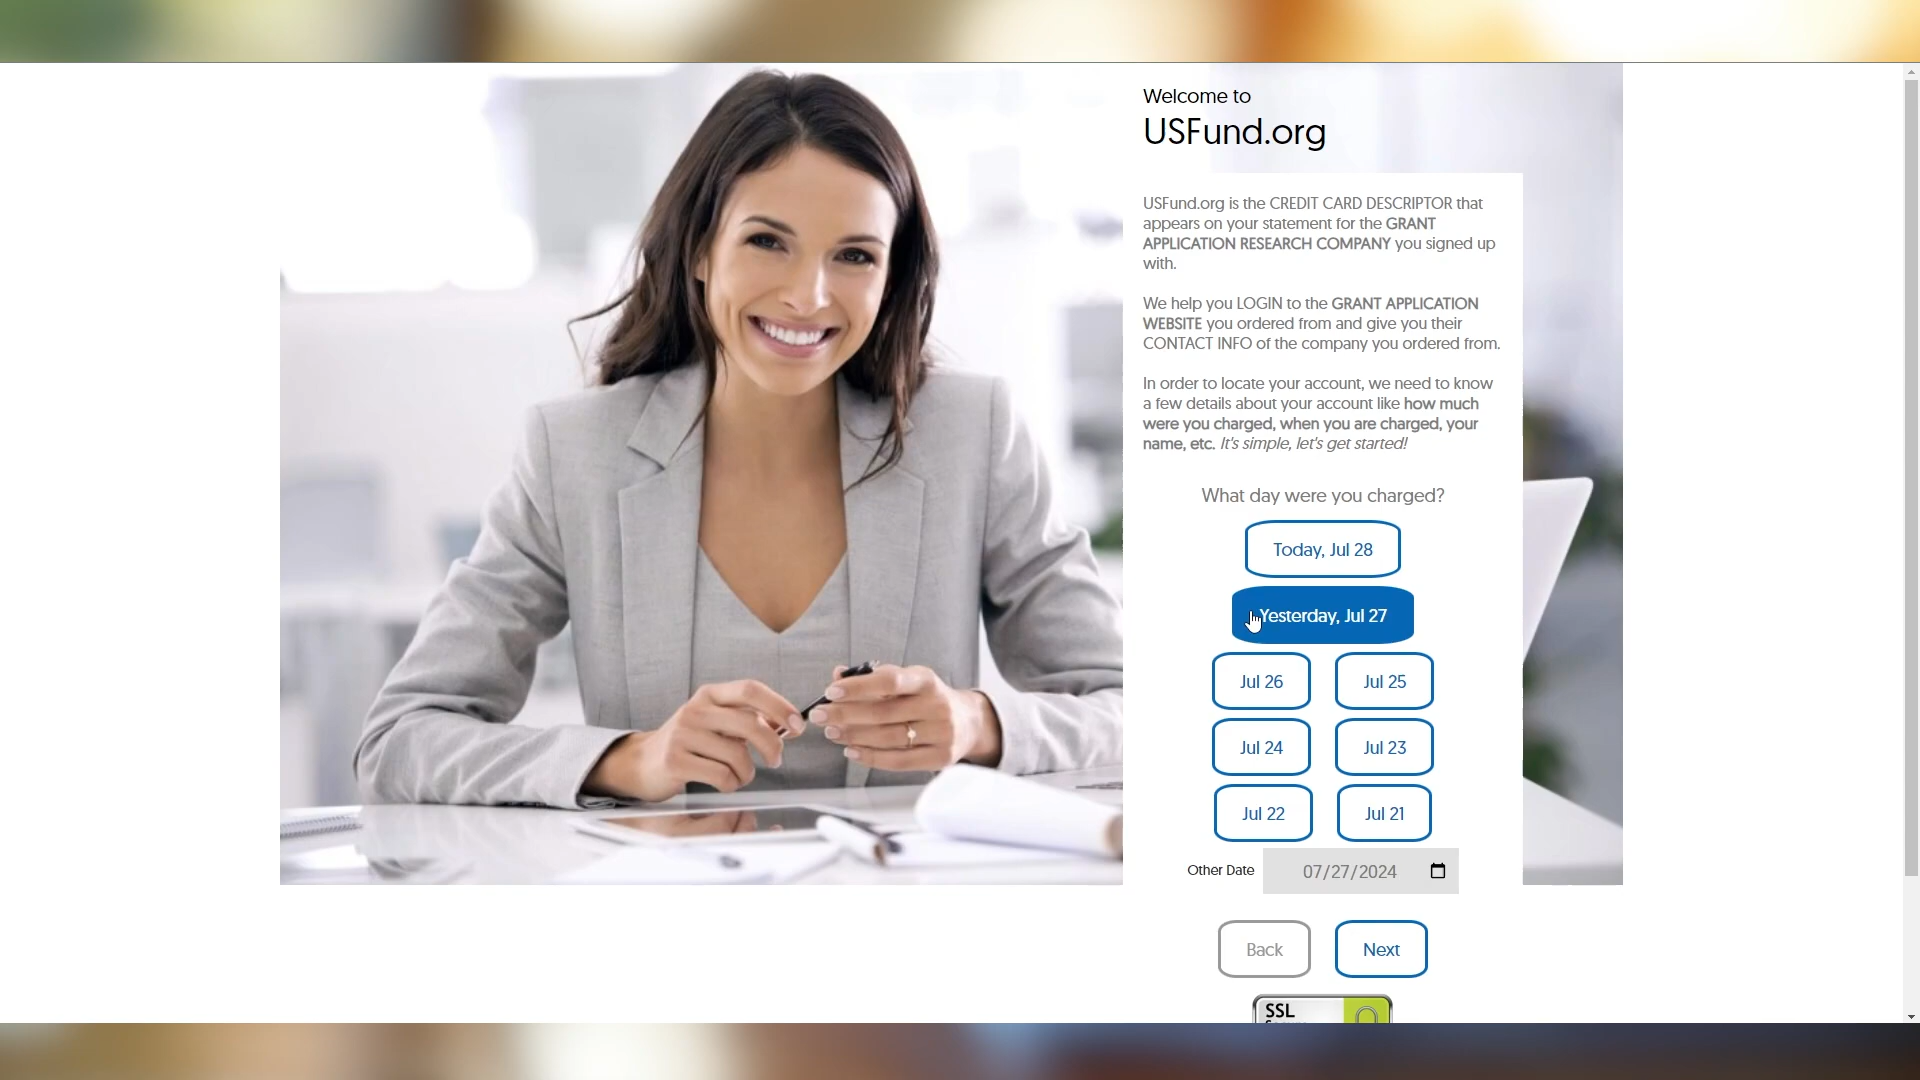 Welcome to
USFund.org
USFund.org is the CREDIT CARD DESCRIPTOR that
appears on your statement for the GRANT
APPLICATION RESEARCH COMPANY you signed up
with.
We help you LOGIN to the GRANT APPLICATION
WEBSITE you ordered from and give you their
CONTACT INFO of the company you ordered from.
In order to locate your account, we need to know
a few details about your account like how much
were you charged, when you are charged, your
name, etc. It's simple, let's get started!
What day were you charged?
Today, Jul 28
Yesterday, Jul 27
Jul 26 Jul 25
Jul 24 Jul 23
Jul 22 Jul 21
Other Date 07/27/2024
Back Next
SSL